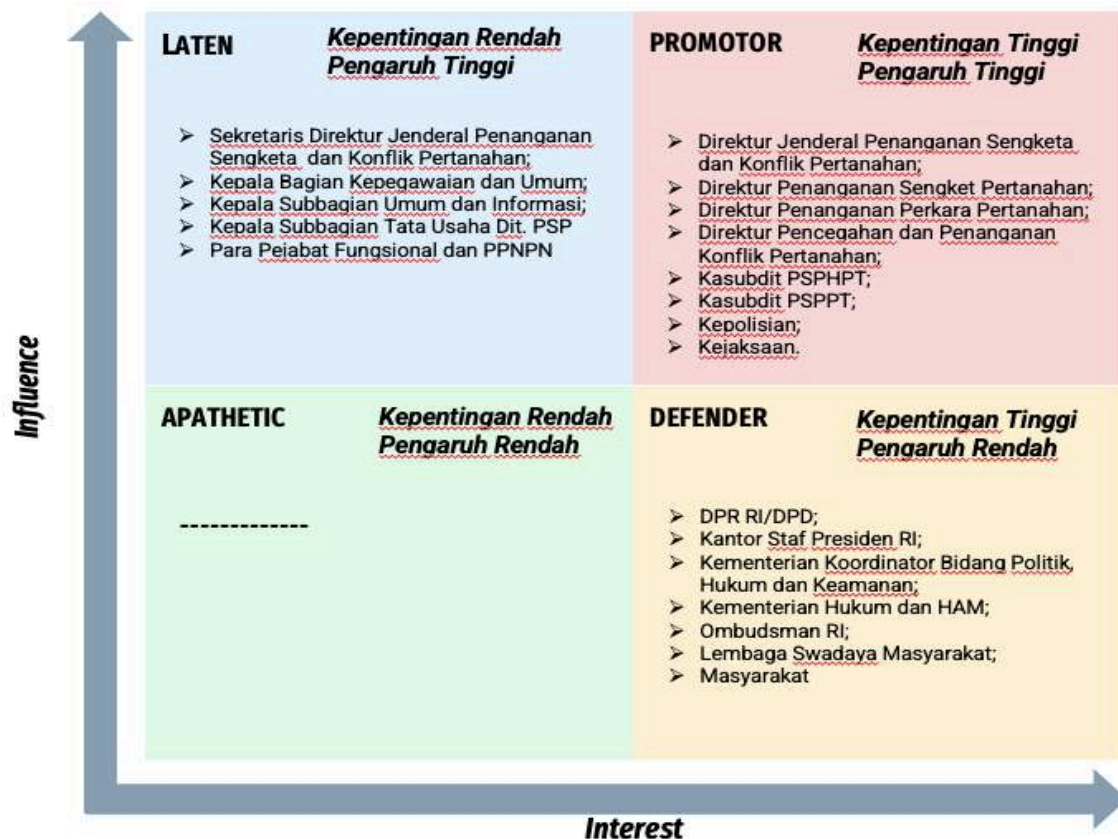 LATEN
Kepentingan Rendah
Pengaruh Tinggi
➢ Sekretaris Direktur Jenderal Penanganan
Sengketa dan Konflik Pertanahan;
➢ Kepala Bagian Kepegawaian dan Umum;
➢ Kepala Subbagian Umum dan Informasi;
➢ Kepala Subbagian Tata Usaha Dit. PSP
➢ Para Pejabat Fungsional dan PPNPN
PROMOTOR
Kepentingan Tinggi
Pengaruh Tinggi
➢ Direktur Jenderal Penanganan Sengketa
dan Konflik Pertanahan;
➢ Direktur Penanganan Sengket Pertanahan;
➢ Direktur Penanganan Perkara Pertanahan;
➢ Direktur Pencegahan dan Penanganan
Konflik Pertanahan;
➢ Kasubdit PSPHPT;
➢ Kasubdit PSPPT;
➢ Kepolisian;
➢ Kejaksaan.
Influence
APATHETIC
Kepentingan Rendah
Pengaruh Rendah
-------------
DEFENDER
Kepentingan Tinggi
Pengaruh Rendah
➢ DPR RI/DPD;
➢ Kantor Staf Presiden RI;
➢ Kementerian Koordinator Bidang Politik,
Hukum dan Keamanan;
➢ Kementerian Hukum dan HAM;
➢ Ombudsman RI;
➢ Lembaga Swadaya Masyarakat;
➢ Masyarakat
Interest